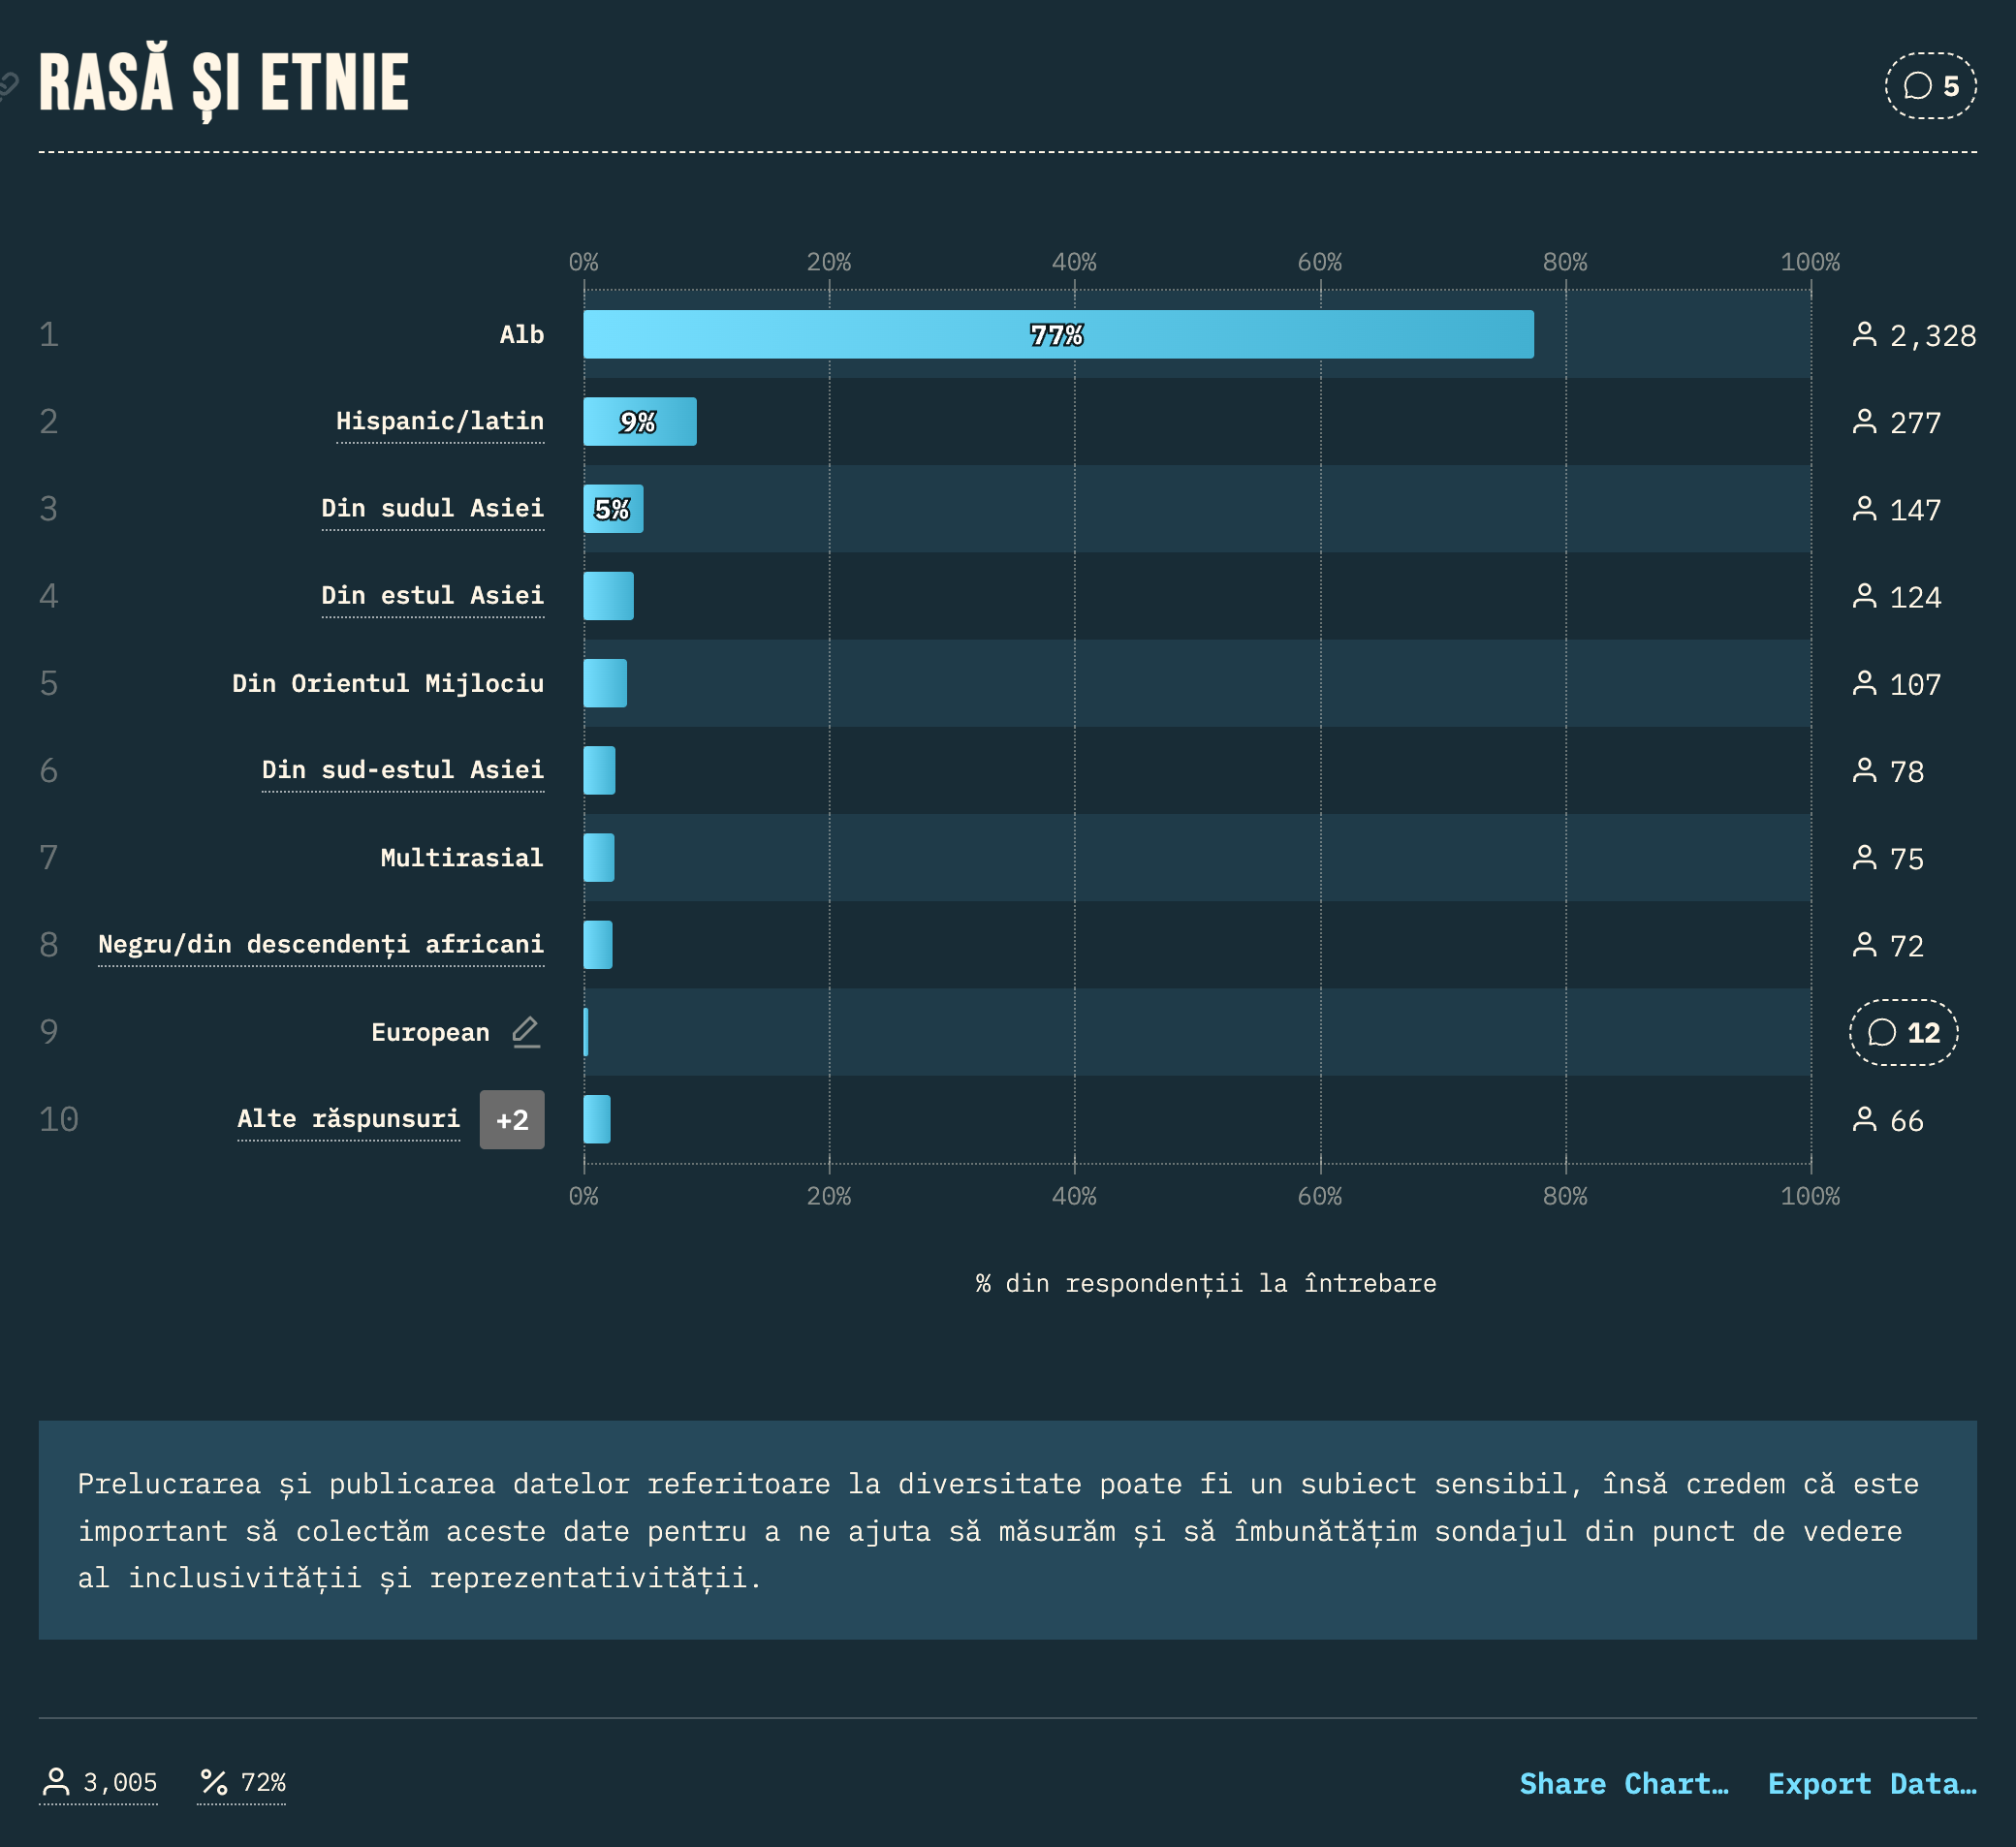 RASĂ ȘI ETNIE
5
0% 20% 40% 60% 80% 100%
1 Alb 77% 2,328
2 Hispanic/latin 9% 277
3 Din sudul Asiei 5% 147
4 Din estul Asiei 124
5 Din Orientul Mijlociu 107
6 Din sud-estul Asiei 78
7 Multirasial 75
8 Negru/din descendenți africani 72
9 European 12
10 Alte răspunsuri +2 66
0% 20% 40% 60% 80% 100%
% din respondenții la întrebare
Prelucrarea și publicarea datelor referitoare la diversitate poate fi un subiect sensibil, însă credem că este
important să colectăm aceste date pentru a ne ajuta să măsurăm și să îmbunătățim sondajul din punct de vedere
al inclusivității și reprezentativității.
3,005 72% Share Chart… Export Data…